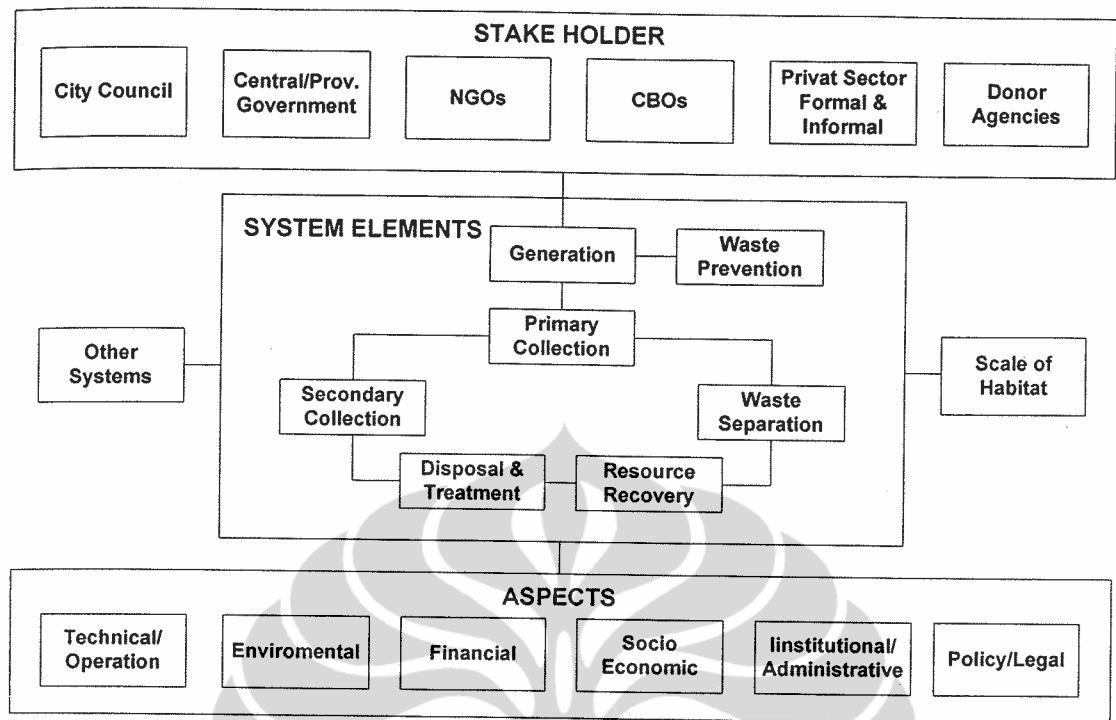 STAKE HOLDER
City Council
Central/Prov.
Government
NGOs
CBOs
Privat Sector
Formal &
Informal
Donor
Agencies
SYSTEM ELEMENTS
Generation
Waste
Prevention
Primary
Collection
Other
Systems
Scale of
Habitat
Secondary
Collection
Waste
Separation
Disposal &
Treatment
Resource
Recovery
ASPECTS
Technical/
Operation
Enviromental
Financial
Socio
Economic
Iinstitutional/
Administrative
Policy/Legal